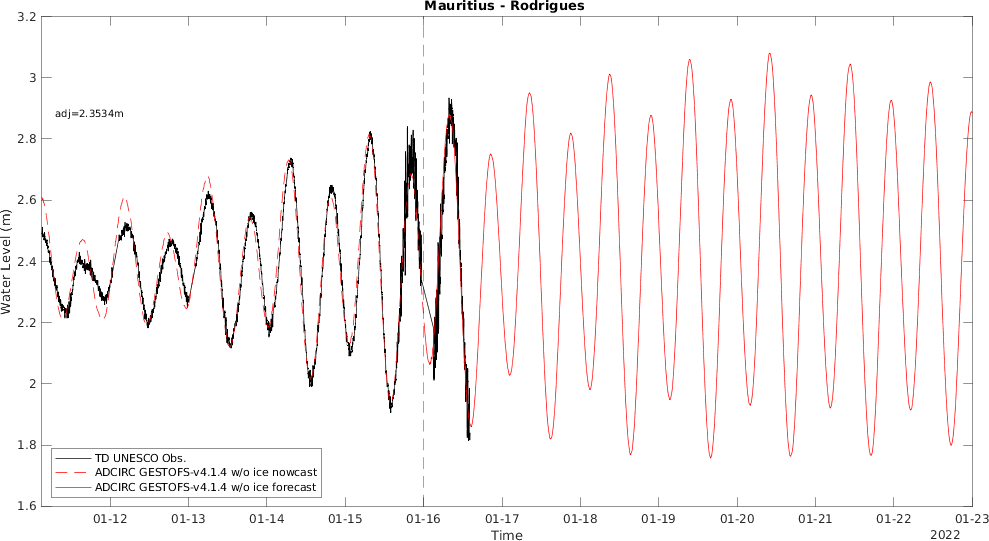 Mauritius - Rodrigues
3.2
3
2.8
2.6
2.4
2.2
2
1.8
1.6
Water Level (m)
adj=2.3534m
TD UNESCO Obs.
ADCIRC GESTOFS-v4.1.4 w/o ice nowcast
ADCIRC GESTOFS-v4.1.4 w/o ice forecast
01-12 01-13 01-14 01-15 01-16 01-17 01-18 01-19 01-20 01-21 01-22 01-23
Time
2022